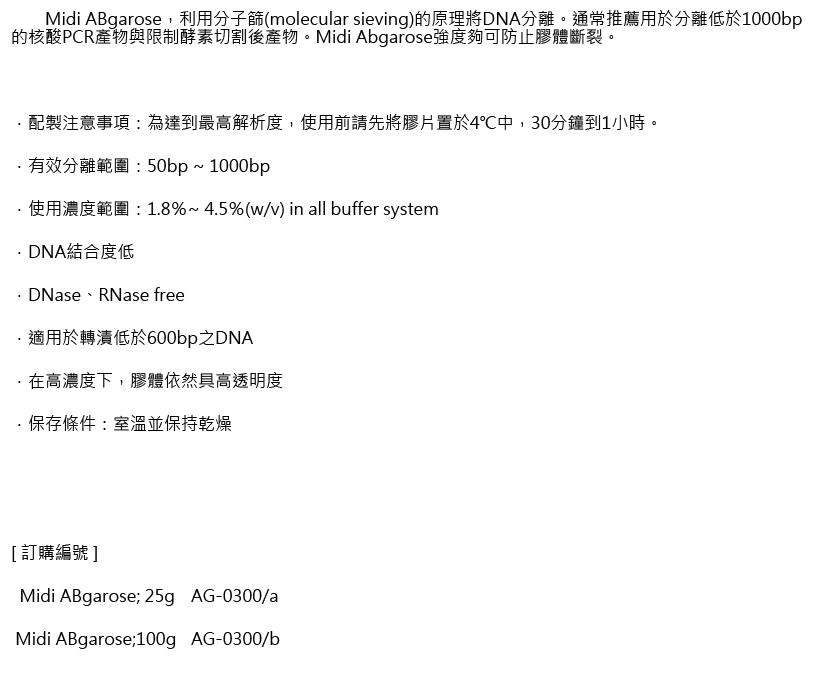 Midi ABgarose，利用分子篩(molecular sieving)的原理將DNA分離。通常推薦用於分離低於1000bp
的核酸PCR產物與限制酵素切割後產物。Midi Abgarose強度夠可防止膠體斷裂。
．配製注意事項：為達到最高解析度，使用前請先將膠片置於4℃中，30分鐘到1小時。
．有效分離範圍：50bp ~ 1000bp
．使用濃度範圍：1.8%~ 4.5%(w/v) in all buffer system
．DNA結合度低
．DNase、RNase free
．適用於轉漬低於600bp之DNA
．在高濃度下，膠體依然具高透明度
．保存條件：室溫並保持乾燥
[ 訂購編號 ]
Midi ABgarose; 25g AG-0300/a
Midi ABgarose;100g AG-0300/b